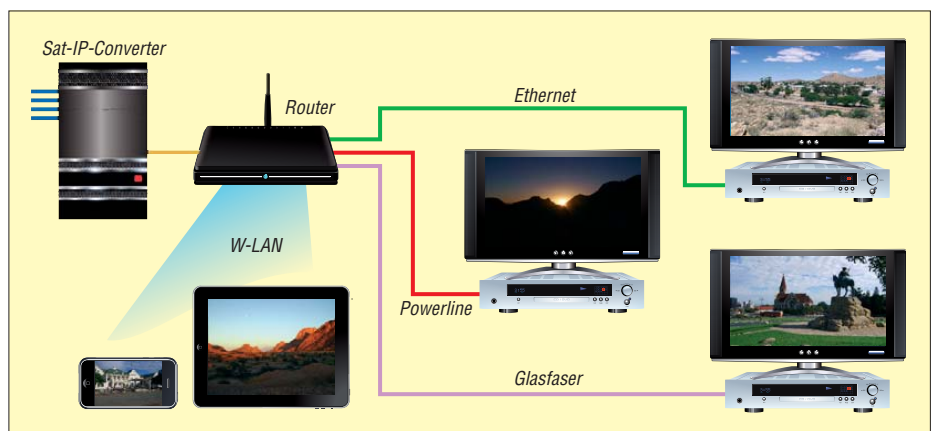 Sat-IP-Converter
Router
Ethernet
W-LAN
Powerline
Glasfaser